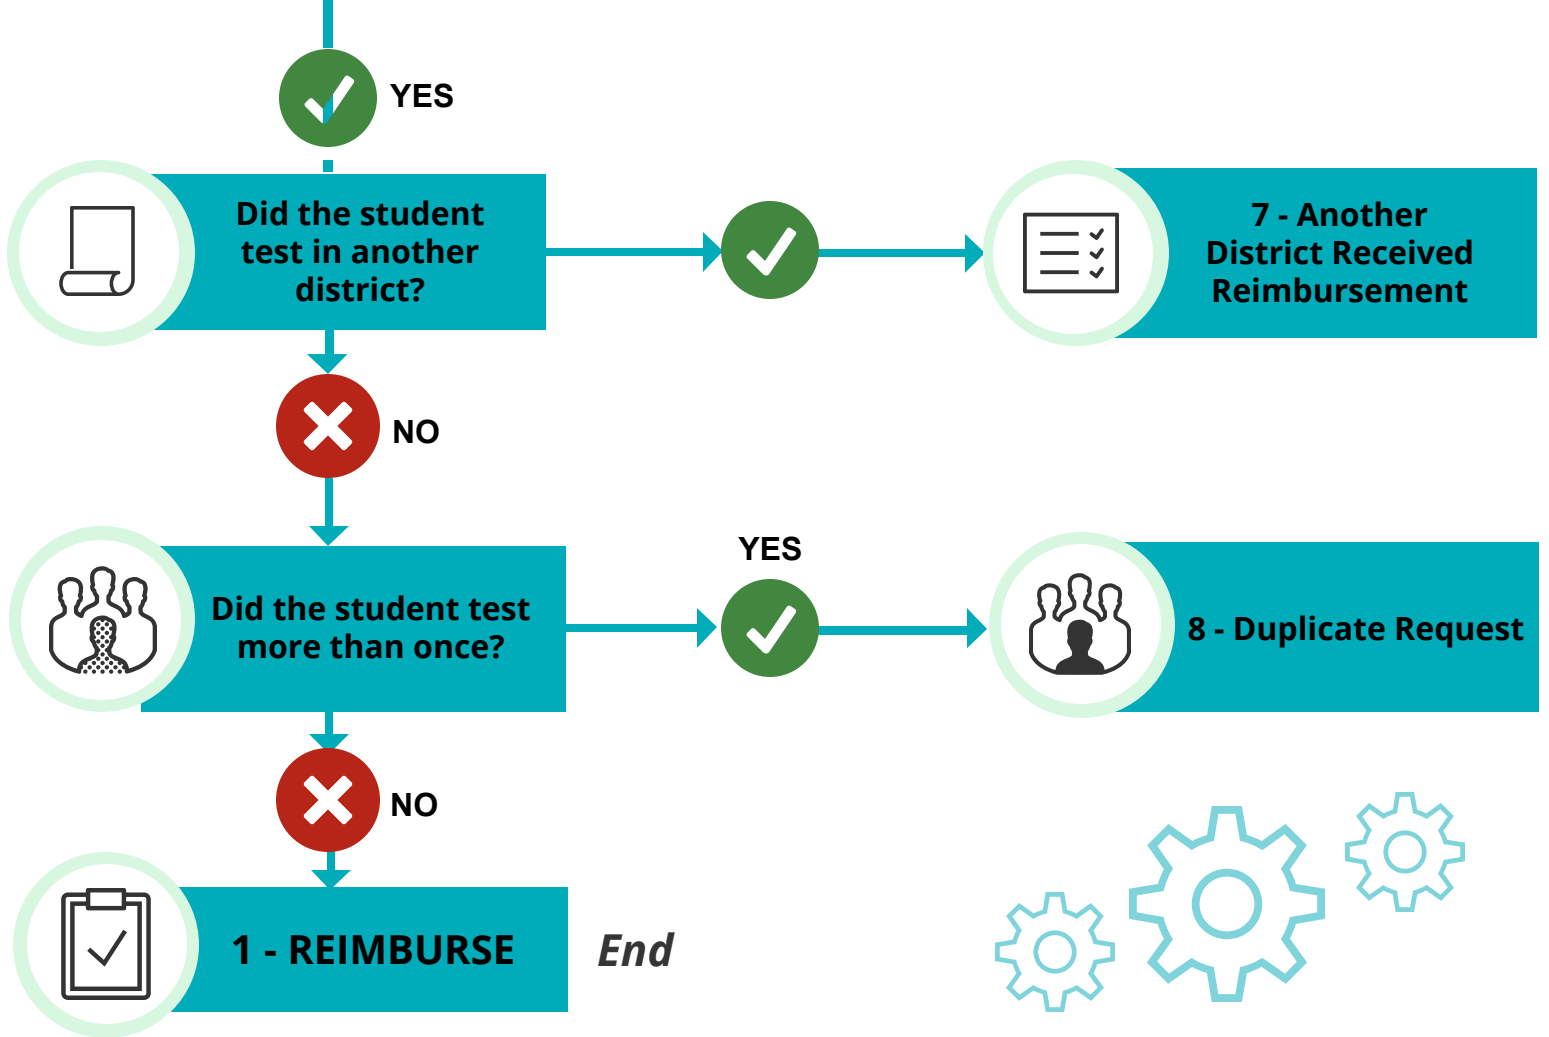 YES
Did the student
test in another
district?
7 - Another
District Received
Reimbursement
NO
YES
Did the student test
more than once?
8 - Duplicate Request
NO
1 - REIMBURSE
End